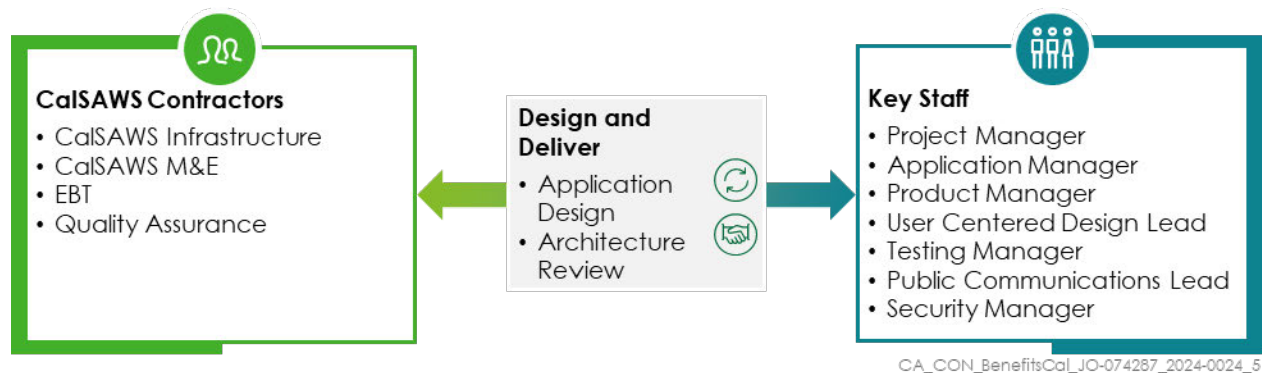 CalSAWS Contractors
• CalSAWS Infrastructure
• CalSAWS M&E
• EBT
• Quality Assurance
Design and
Deliver
• Application
Design
• Architecture
Review
Key Staff
• Project Manager
• Application Manager
• Product Manager
• User Centered Design Lead
• Testing Manager
• Public Communications Lead
• Security Manager
CA_CON_BenefitsCal_JO-074287_2024-0024_5